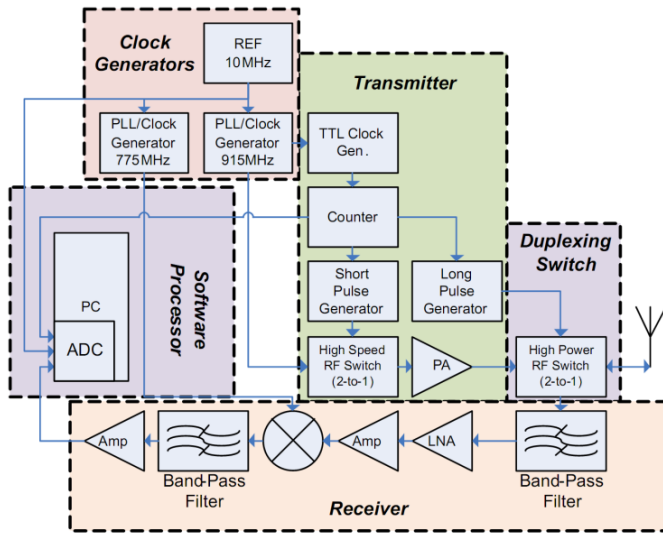 Clock
Generators
REF
10MHz
PLL/Clock
Generator
775MHz
PLL/Clock
Generator
915MHz
Transmitter
TTL Clock
Gen.
Counter
Short
Pulse
Generator
Long
Pulse
Generator
High Speed
RF Switch
(2-to-1)
PA
Duplexing
Switch
High Power
RF Switch
(2-to-1)
Software
Processor
PC
ADC
Amp
Band-Pass
Filter
Amp
LNA
Band-Pass
Filter
Receiver